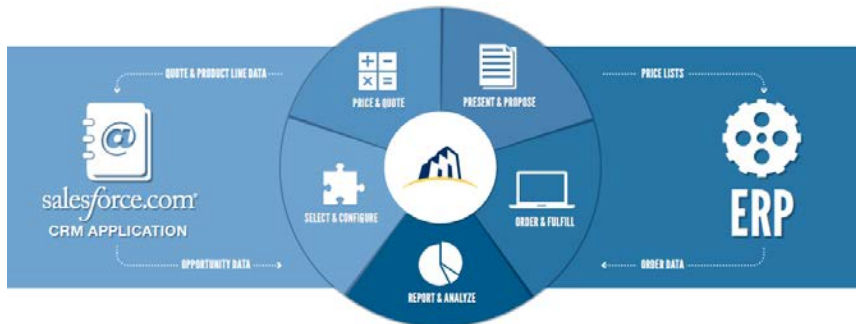 QUOTE & PRODUCT LINE DATA
salesforce.com®
CRM APPLICATION
OPPORTUNITY DATA
PRICE & QUOTE
PRESENT & PROPOSE
SELECT & CONFIGURE
ORDER & FULFILL
REPORT & ANALYZE
PRICE LISTS
ERP
ORDER DATA